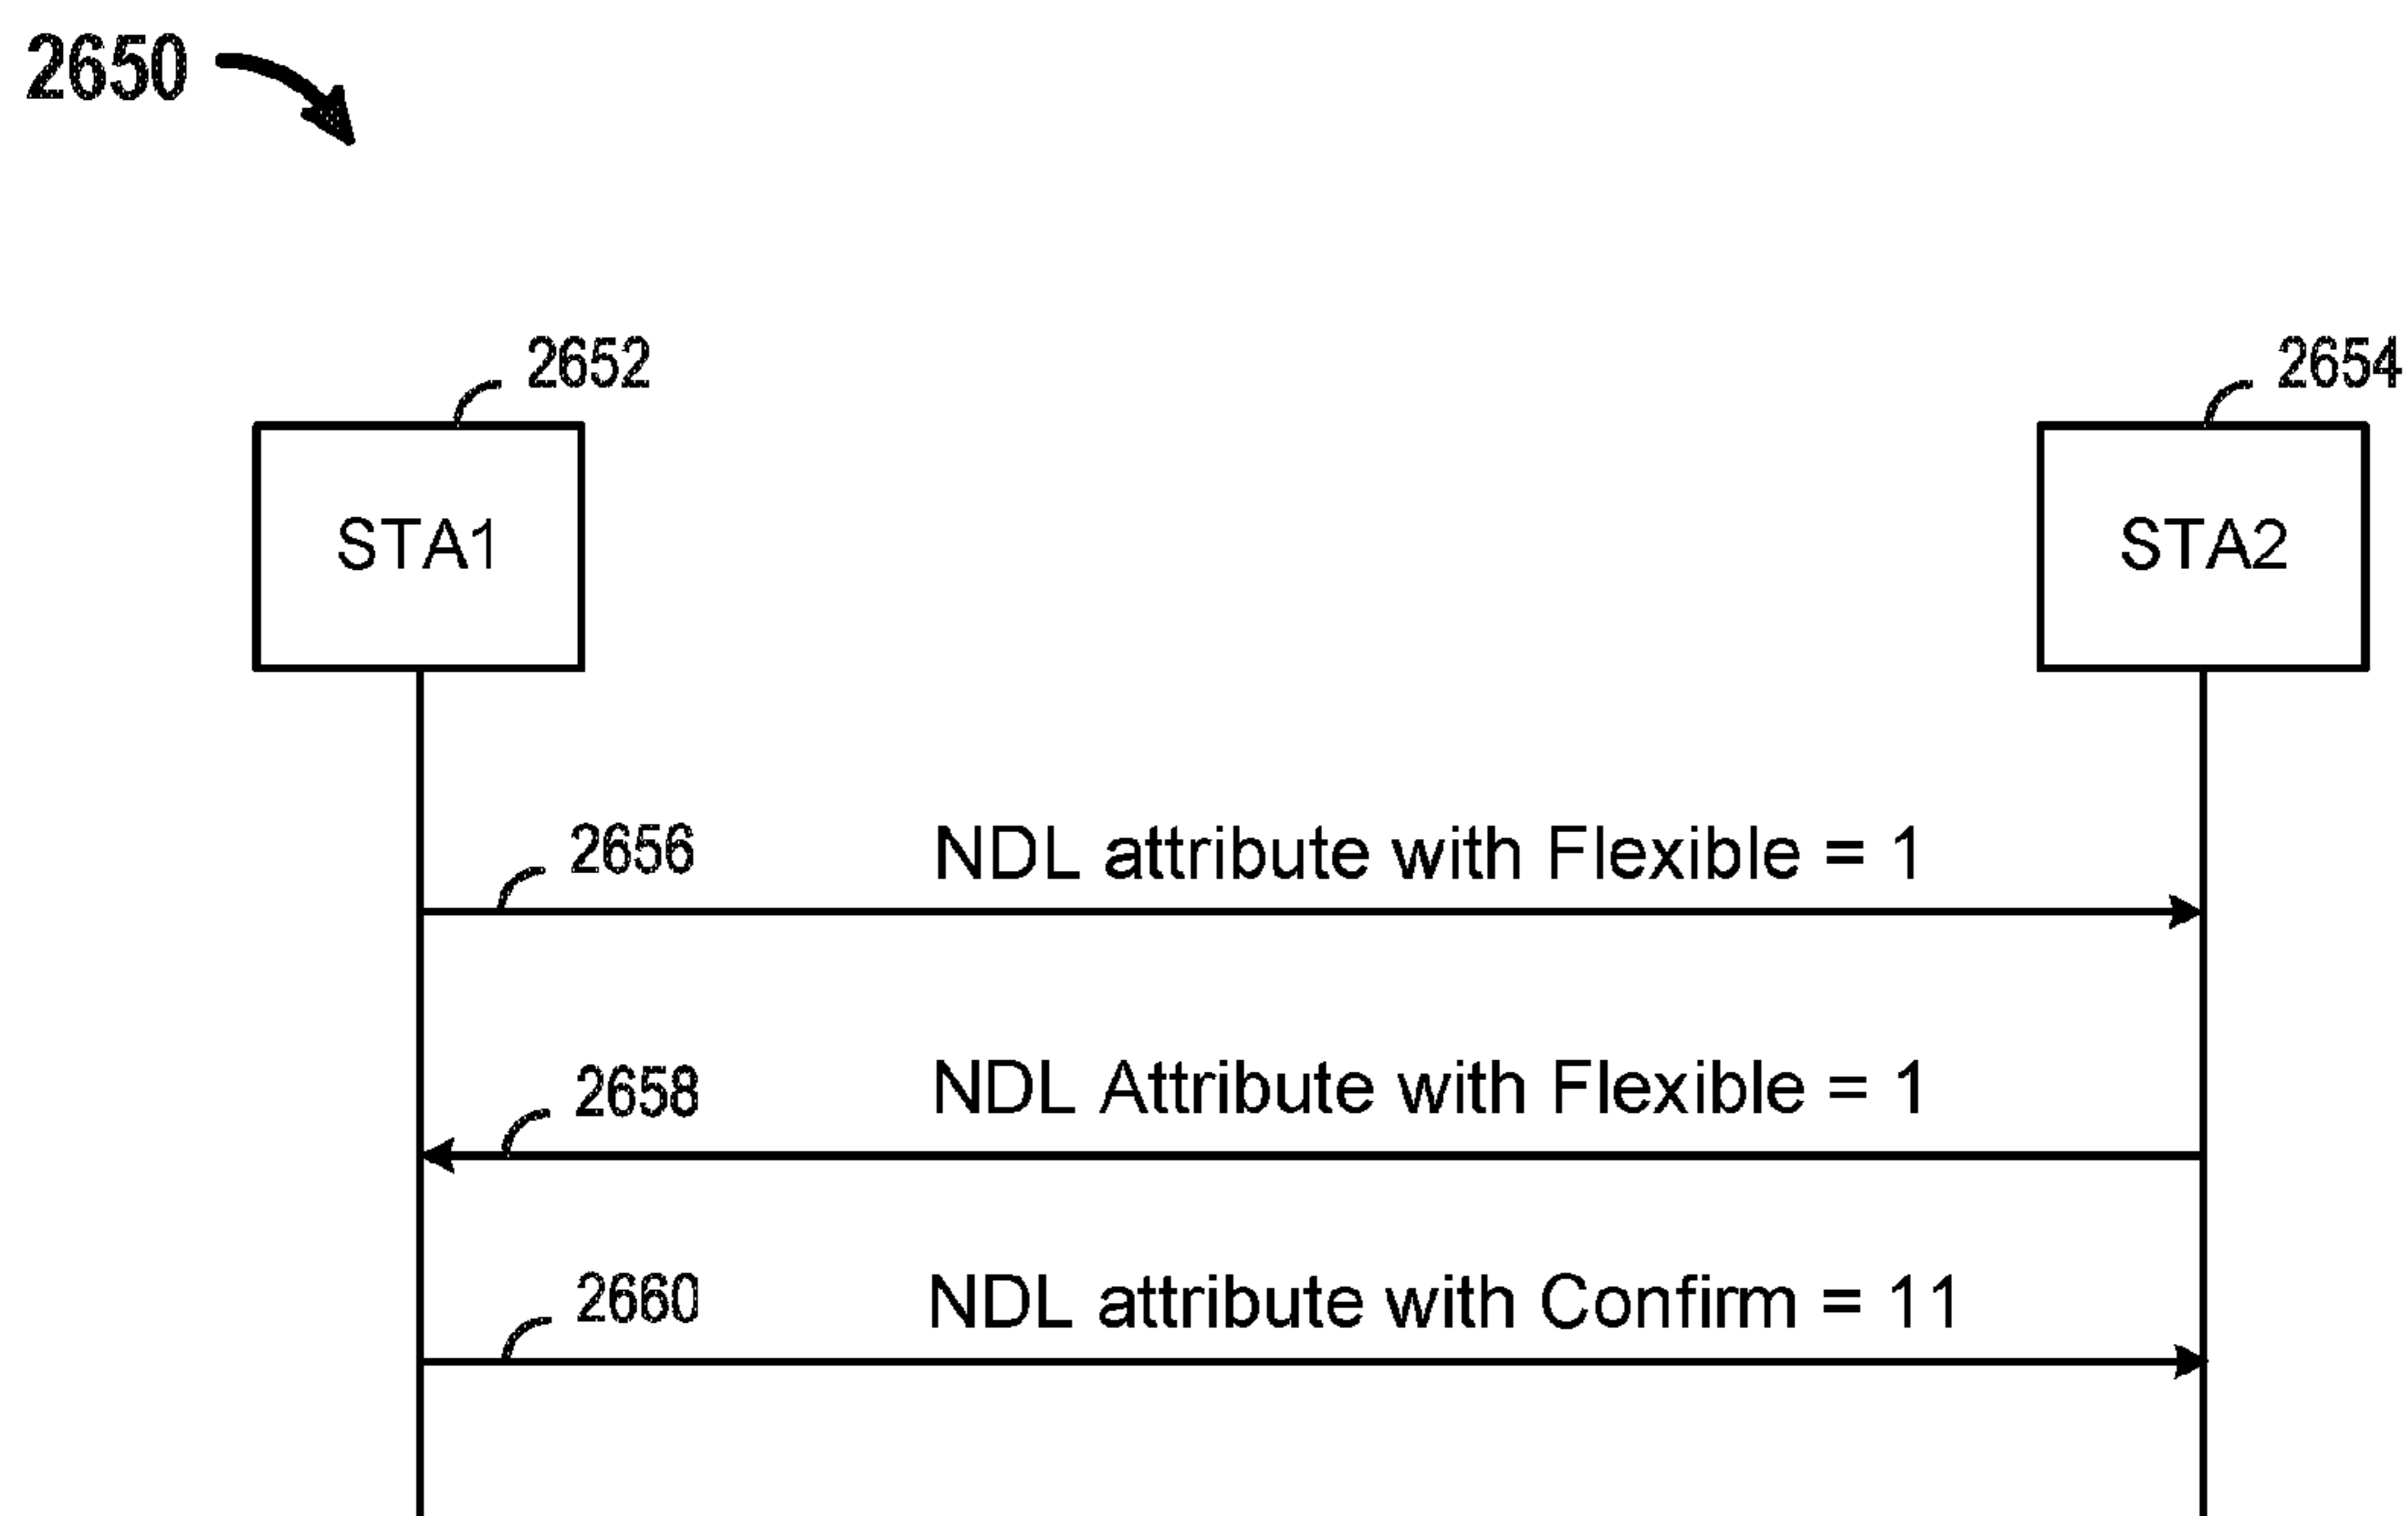 2650
2652
2654
STA1
STA2
2656
NDL attribute with Flexible = 1
2658
NDL Attribute with Flexible = 1
2660
NDL attribute with Confirm = 11